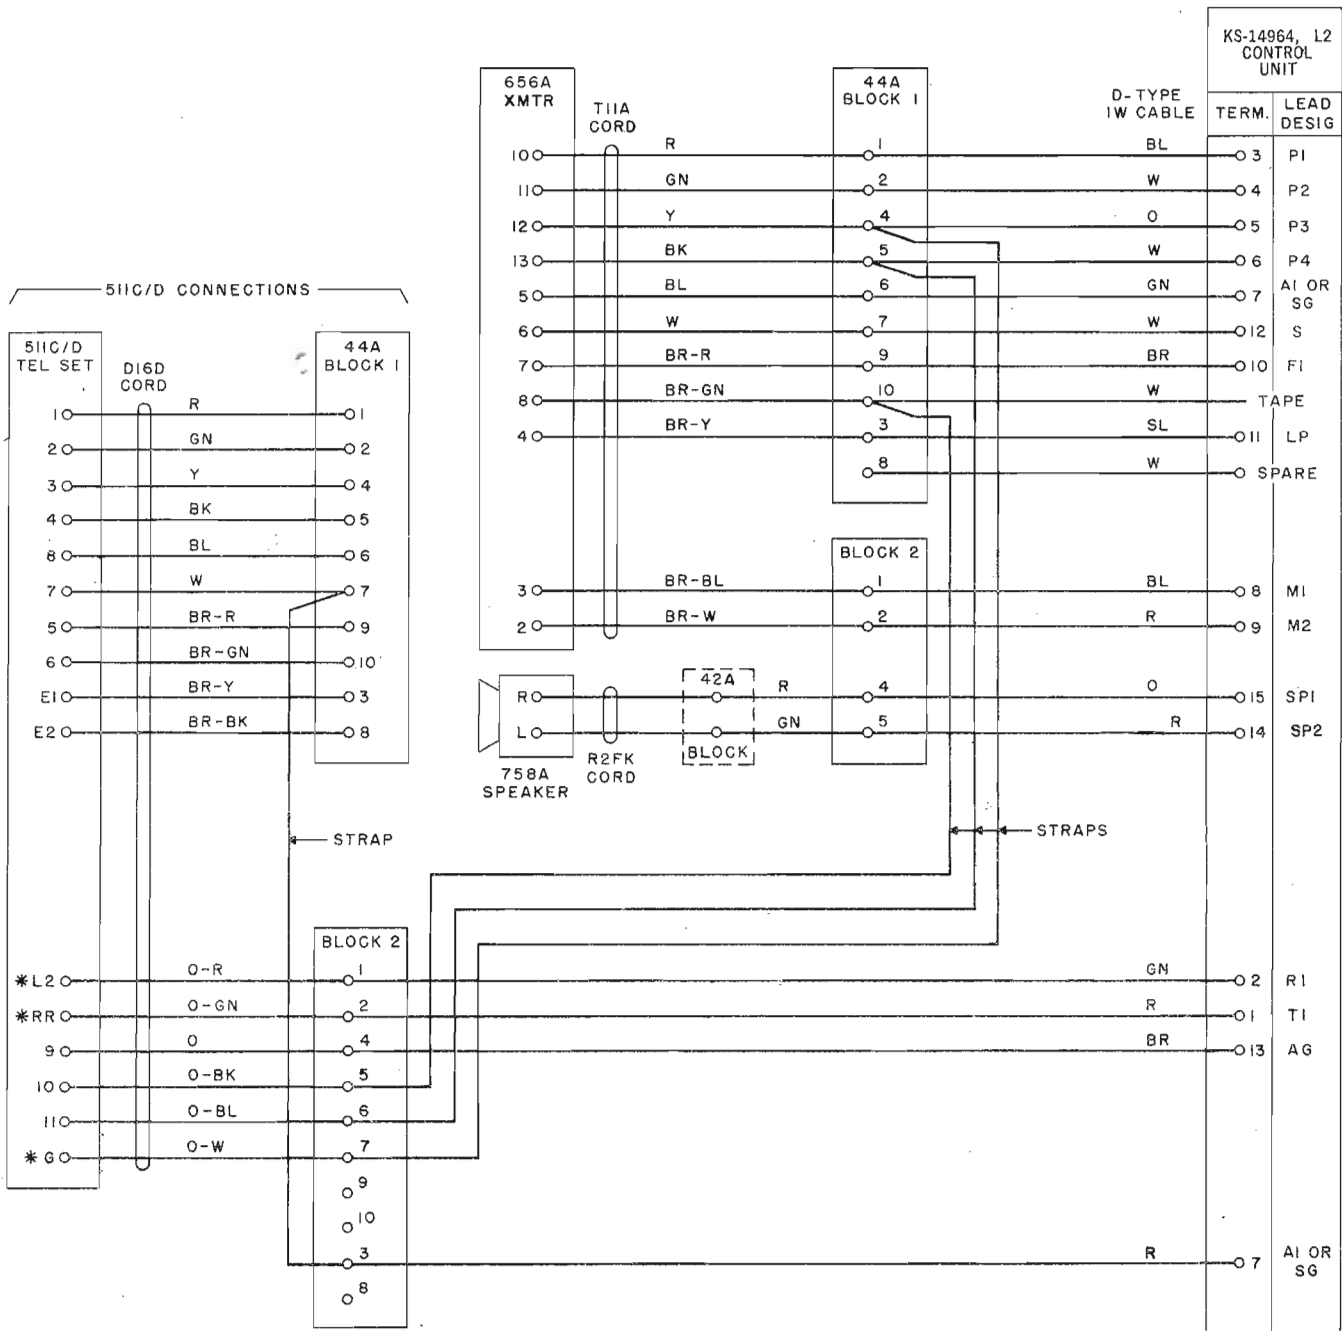 KS-14964, L2
CONTROL
UNIT
TERM. LEAD DESIG
656A
XMTR
T11A
CORD
44A
BLOCK 1
D-TYPE
IW CABLE
10 R 1 BL 3 P1
11 GN 2 W 4 P2
12 Y 4 O 5 P3
13 BK 5 W 6 P4
5 BL 6 GN 7 A1 OR SG
6 W 7 W 12 S
7 BR-R 9 BR 10 F1
8 BR-GN 10 W TAPE
4 BR-Y 3 SL 11 LP
8 W SPARE
BLOCK 2
3 BR-BL 1 BL 8 M1
2 BR-W 2 R 9 M2
42A
R R 4 O 15 SP1
L GN 5 R 14 SP2
BLOCK
758A
SPEAKER
R2FK
CORD
STRAPS
511C/D CONNECTIONS
511C/D
TEL SET
D16D
CORD
44A
BLOCK 1
1 R 1
2 GN 2
3 Y 4
4 BK 5
8 BL 6
7 W 7
5 BR-R 9
6 BR-GN 10
E1 BR-Y 3
E2 BR-BK 8
STRAP
BLOCK 2
*L2 O-R 1 GN 2 R1
*RR O-GN 2 R 1 T1
9 O 4 BR 13 AG
10 O-BK 5
11 O-BL 6
*G O-W 7
9
10
3 R 7 A1 OR SG
8